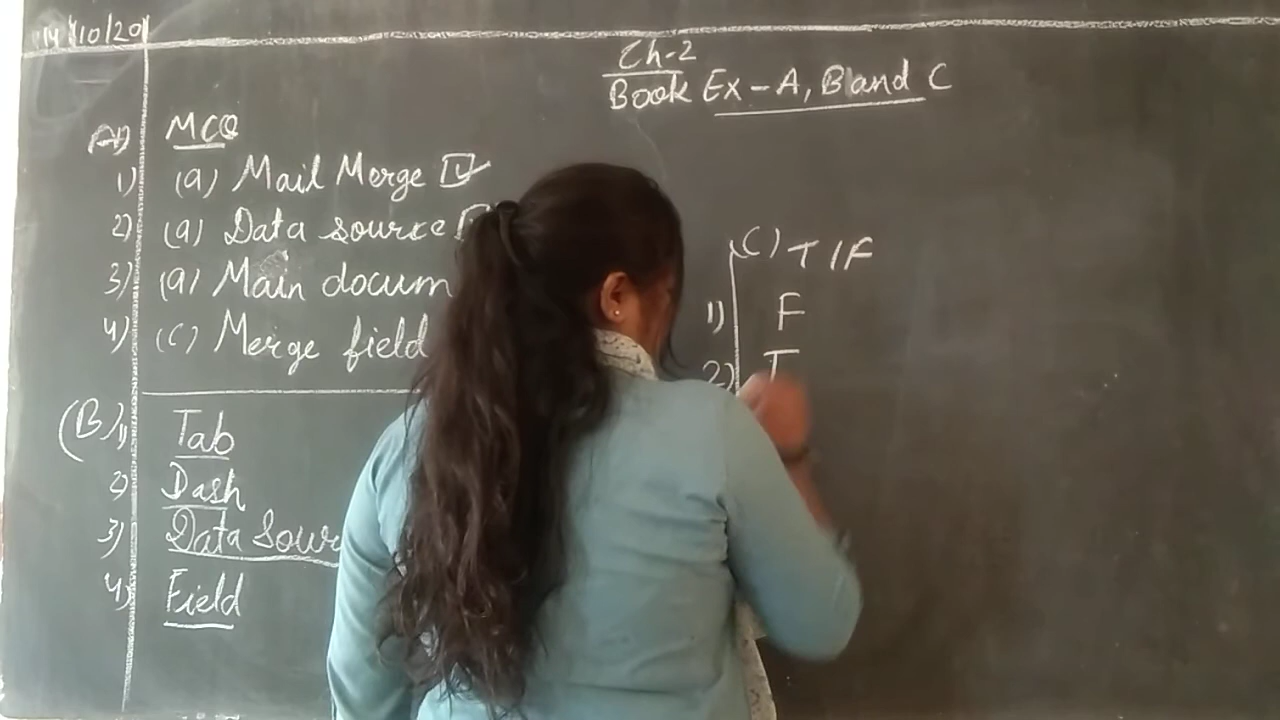 14/10/20
Ch-2
Book Ex - A, B and C
A) MCQ
1) (a) Mail Merge
2) (a) Data source
3) (a) Main docum
4) (c) Merge field
(B) 1) Tab
2) Dash
3) Data Sour
4) Field
(C) T/F
1) F
2) T